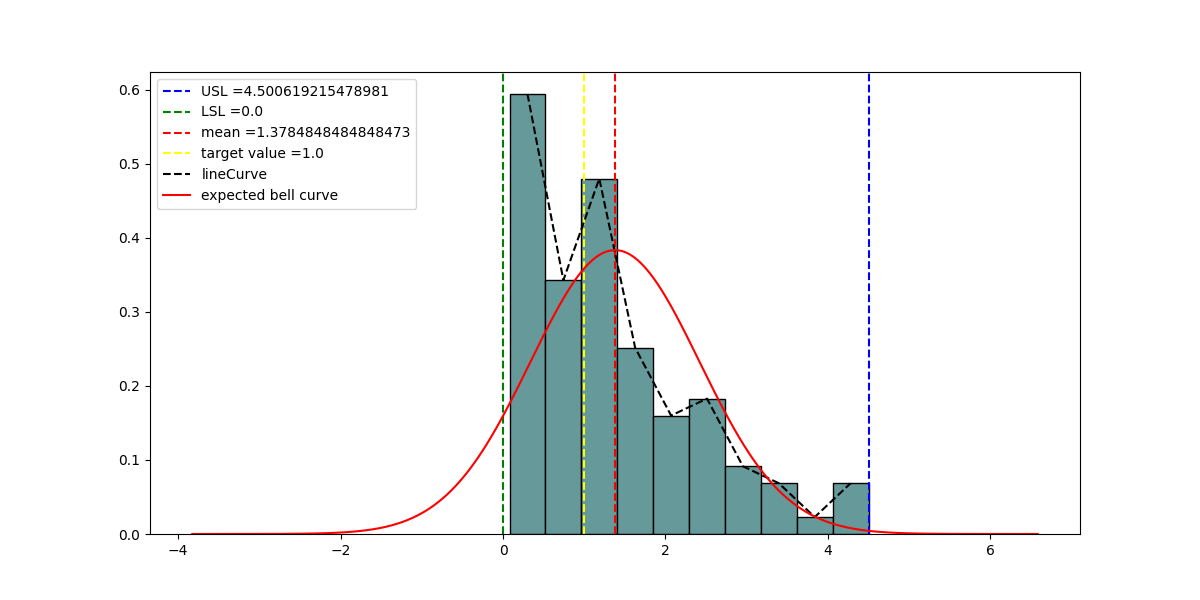 USL =4.500619215478981
LSL =0.0
mean =1.3784848484848473
target value =1.0
lineCurve
expected bell curve
0.6
0.5
0.4
0.3
0.2
0.1
0.0
−4 −2 0 2 4 6